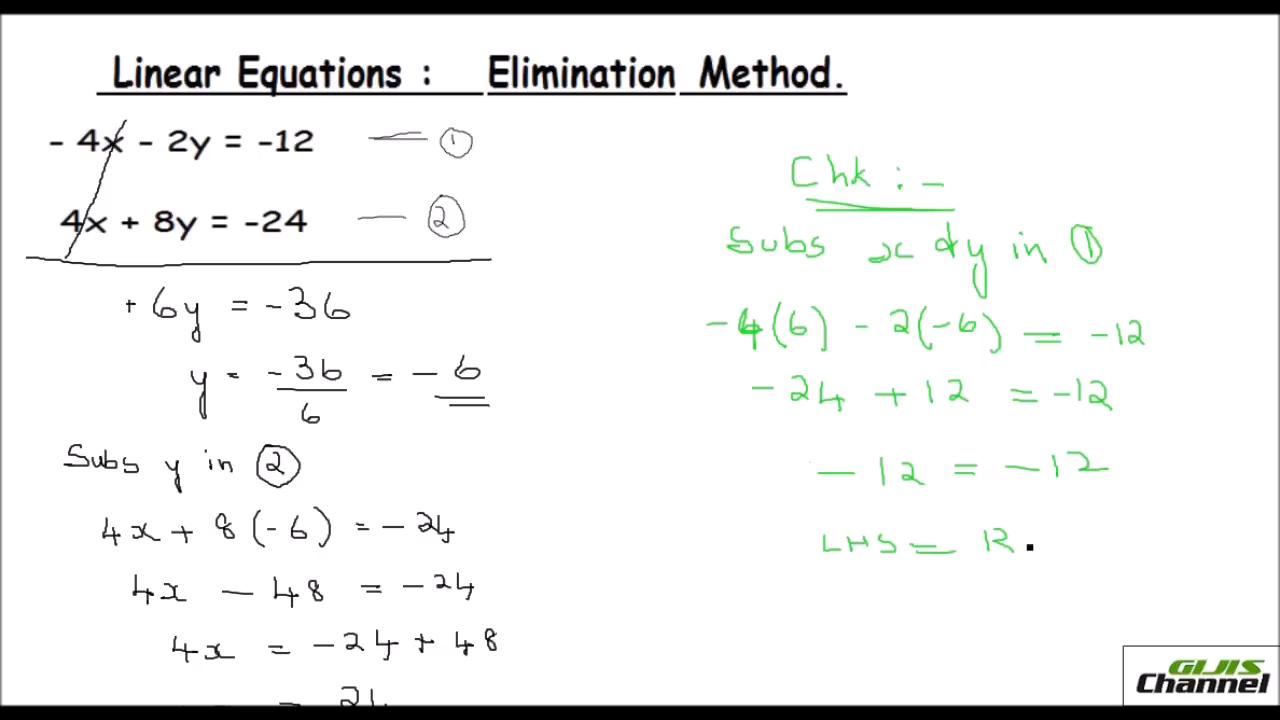 Linear Equations : Elimination Method.
- 4x - 2y = -12 — ①
4x + 8y = -24 — ②
+ 6y = -36
y = -36/6 = -6
Subs y in ②
4x + 8(-6) = -24
4x - 48 = -24
4x = -24 + 48
= 24
Chk : -
Subs x & y in ①
-4(6) - 2(-6) = -12
-24 + 12 = -12
-12 = -12
LHS = R
GIJIS
Channel